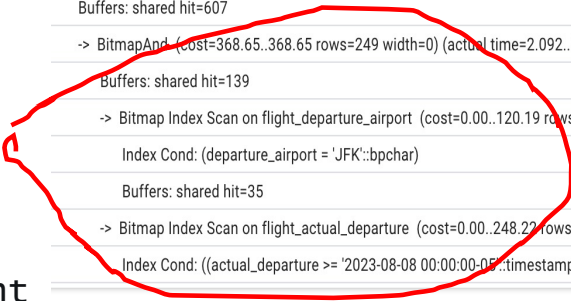 Buffers: shared hit=607
-> BitmapAnd (cost=368.65..368.65 rows=249 width=0) (actual time=2.092..
Buffers: shared hit=139
-> Bitmap Index Scan on flight_departure_airport (cost=0.00..120.19 rows
Index Cond: (departure_airport = 'JFK'::bpchar)
Buffers: shared hit=35
-> Bitmap Index Scan on flight_actual_departure (cost=0.00..248.22 rows
Index Cond: ((actual_departure >= '2023-08-08 00:00:00-05'::timestamp
nt